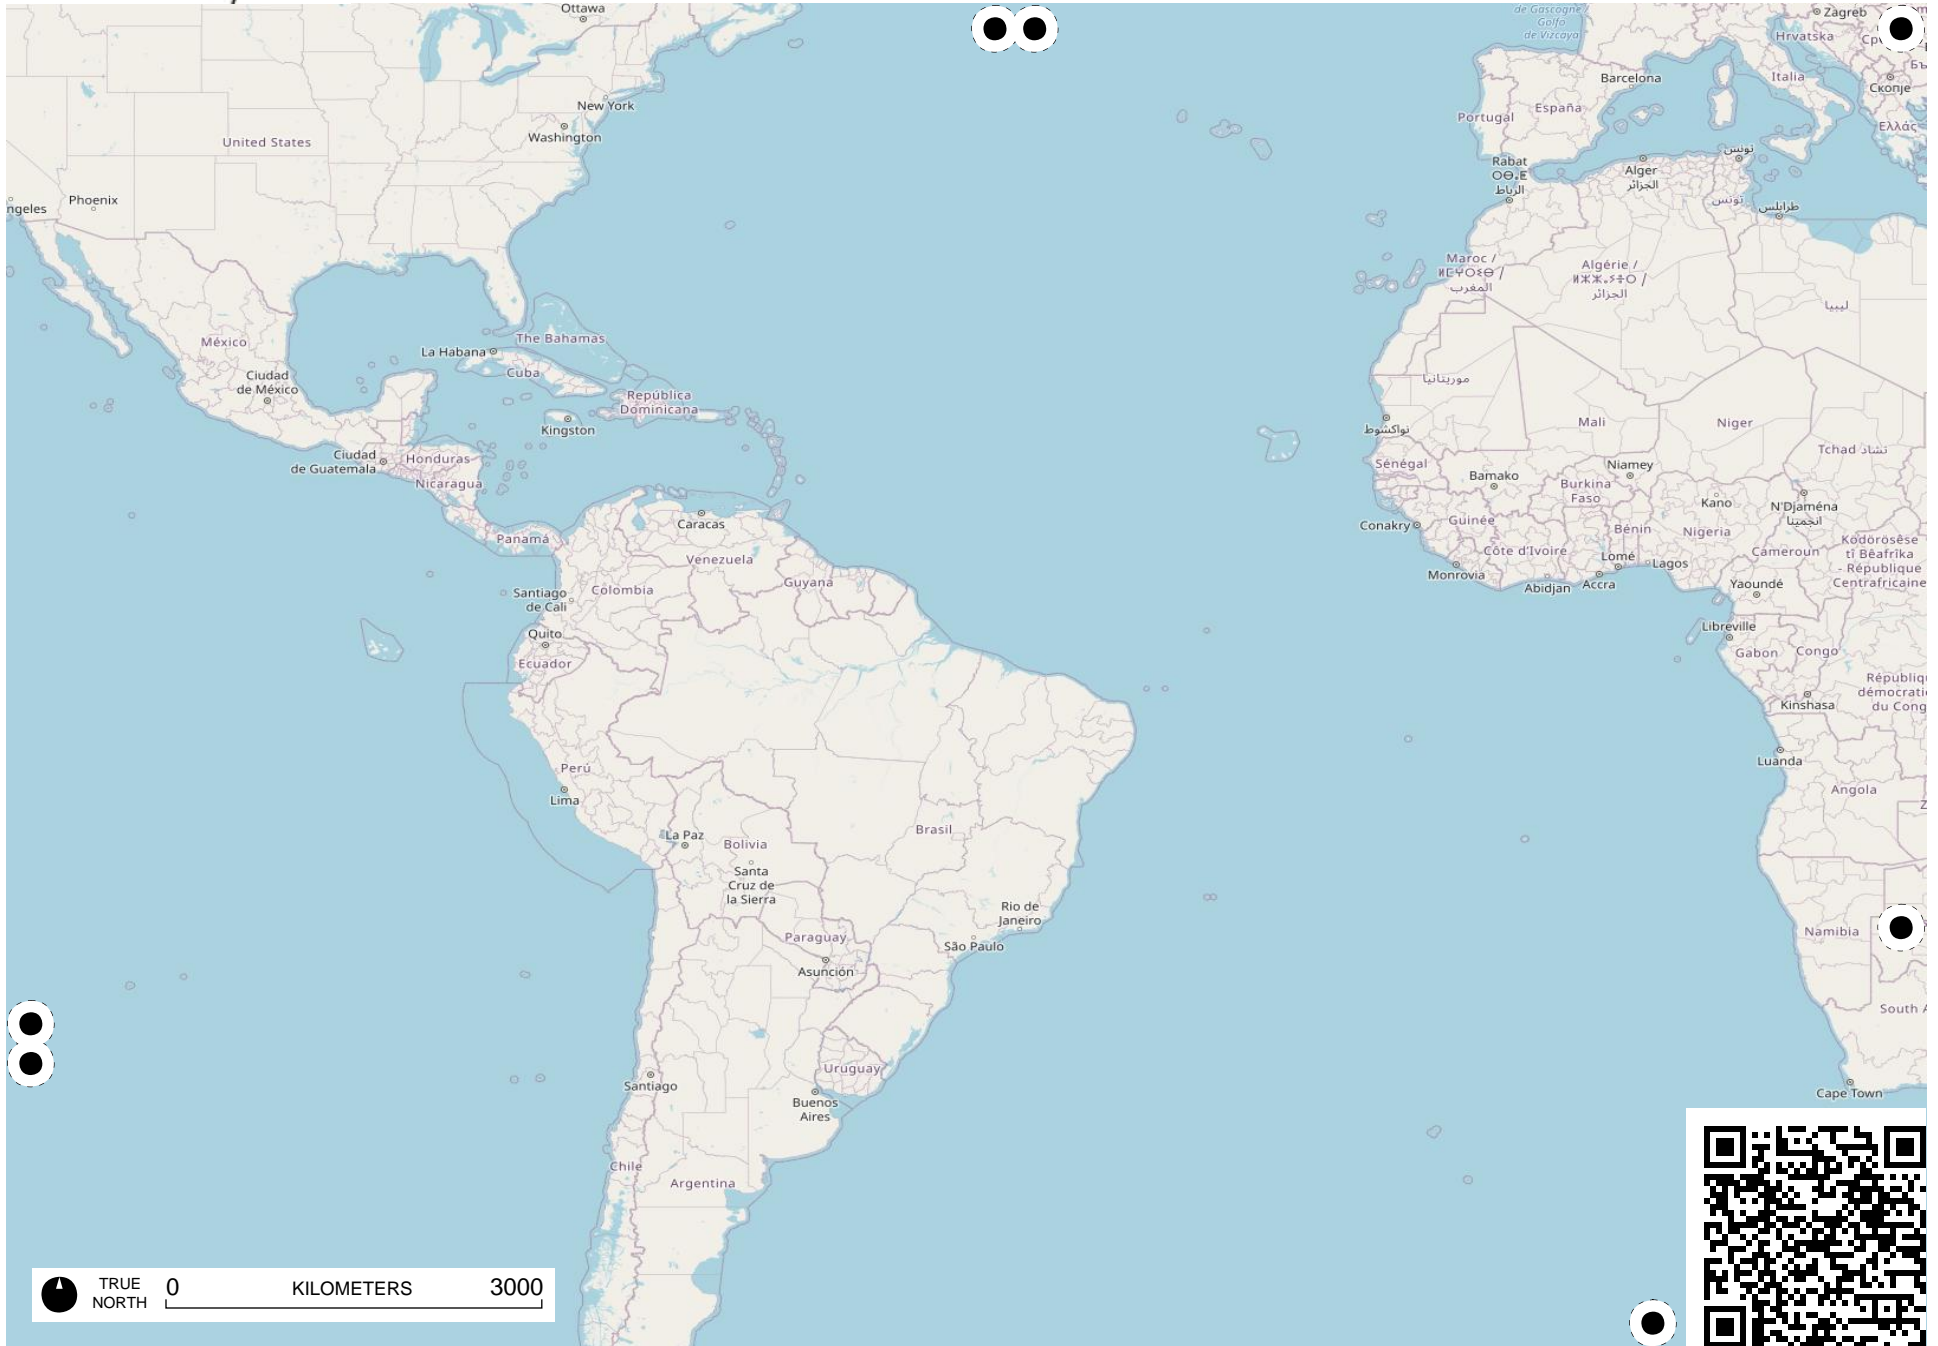 Ottawa
de Gascogne
Golfo
de Vizcaya
Zagreb
Hrvatska
Barcelona
Italia
Скопје
New York
España
Portugal
Ελλάς
Washington
United States
تونس
Rabat
ⵔⴱⴰⵟ
الرباط
Alger
الجزائر
تونس
طرابلس
Phoenix
ngeles
Maroc /
المغرب
Algérie /
الجزائر
ليبيا
México
The Bahamas
La Habana
Cuba
Ciudad
de México
República
Dominicana
موريتانيا
Kingston
نواكشوط
Mali
Niger
Tchad تشاد
Ciudad
de Guatemala
Honduras
Nicaragua
Sénégal
Bamako
Niamey
Burkina
Faso
Kano
N'Djaména
انجمينا
Caracas
Conakry
Guinée
Bénin
Nigeria
Panamá
Venezuela
Côte d'Ivoire
Lomé
Lagos
Cameroun
Ködörösêse
tî Bêafrîka
- République
Centrafricaine
Guyana
Monrovia
Abidjan
Accra
Yaoundé
Colombia
Santiago
de Cali
Quito
Ecuador
Libreville
Gabon
Congo
Républiqu
démocrati
du Cong
Kinshasa
Perú
Lima
Luanda
Angola
Brasil
La Paz
Bolivia
Santa
Cruz de
la Sierra
Rio de
Janeiro
São Paulo
Paraguay
Asunción
Namibia
South A
Uruguay
Santiago
Buenos
Aires
Cape Town
Chile
Argentina
TRUE
NORTH
0 KILOMETERS 3000